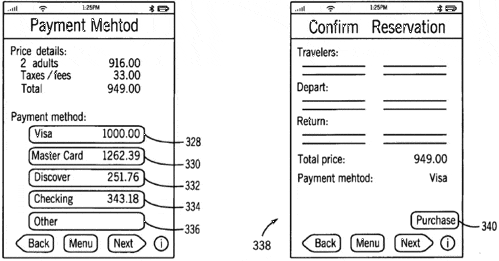 1:25PM
Payment Mehtod
Price details:
2 adults 916.00
Taxes/fees 33.00
Total 949.00
Payment method:
Visa 1000.00
328
Master Card 1262.39
330
Discover 251.76
332
Checking 343.18
334
Other
336
Back Menu Next i
1:25PM
Confirm Reservation
Travelers:
Depart:
Return:
Total price: 949.00
Payment mehtod: Visa
Purchase
340
338
Back Menu Next i